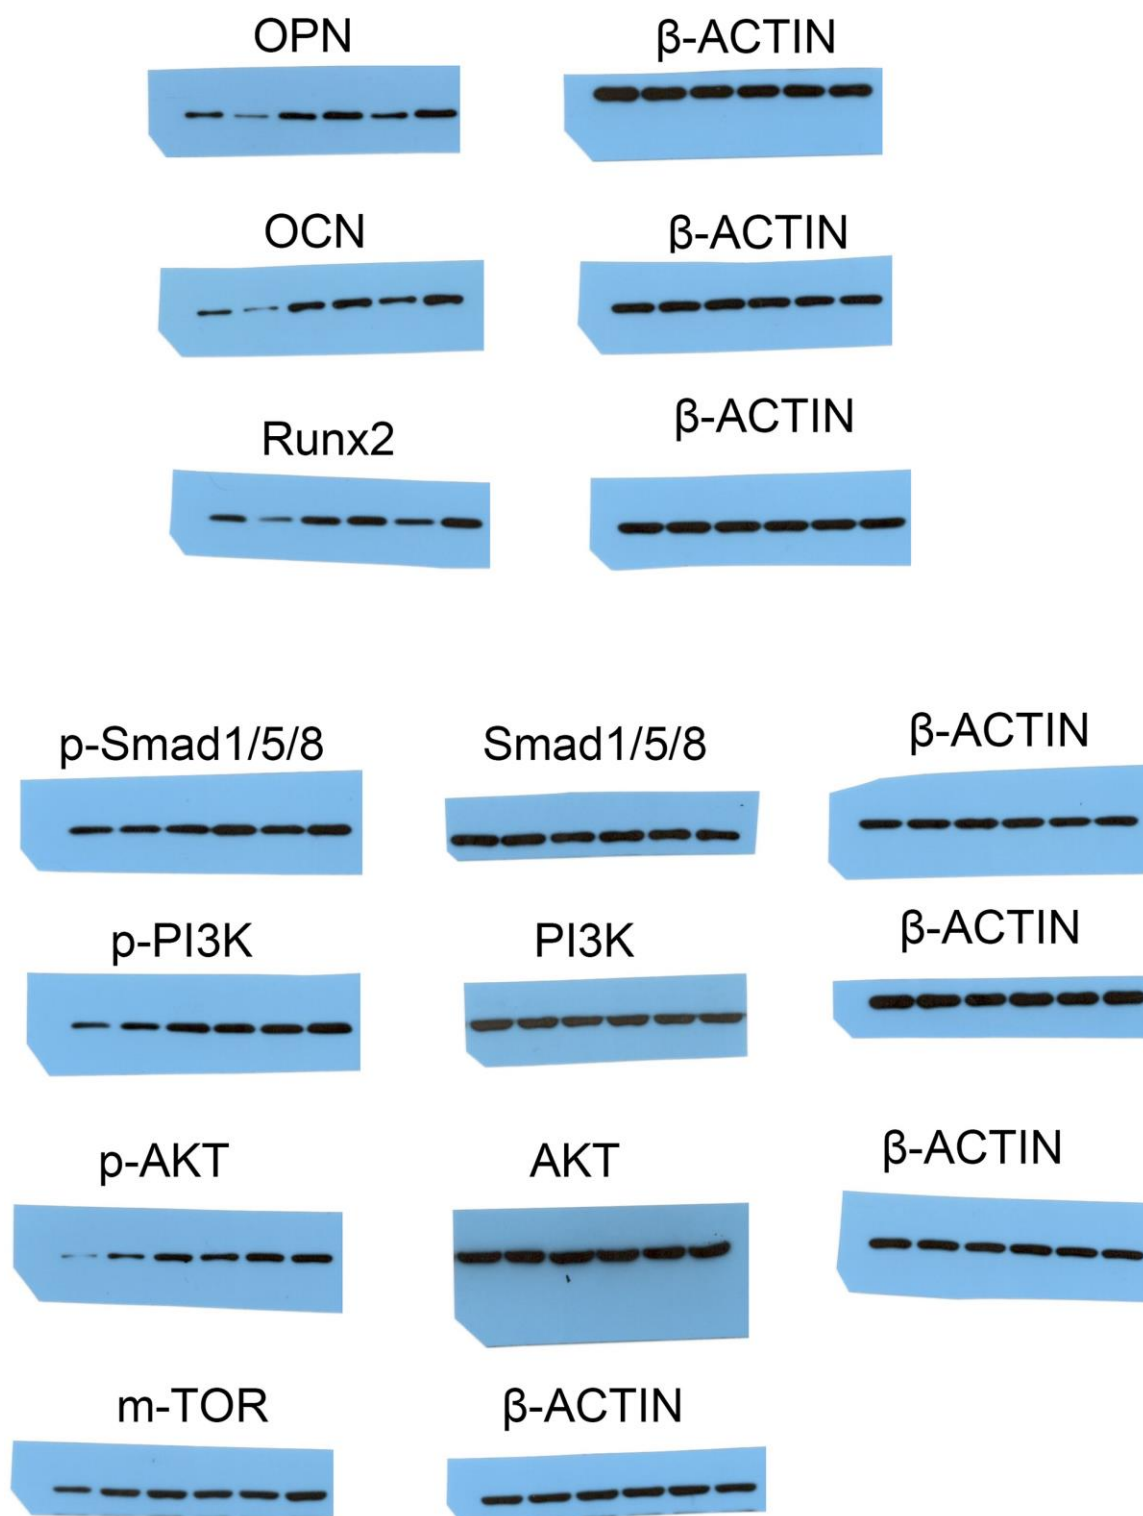 OPN
β-ACTIN
OCN
β-ACTIN
Runx2
β-ACTIN
p-Smad1/5/8
Smad1/5/8
β-ACTIN
p-PI3K
PI3K
β-ACTIN
p-AKT
AKT
β-ACTIN
m-TOR
β-ACTIN